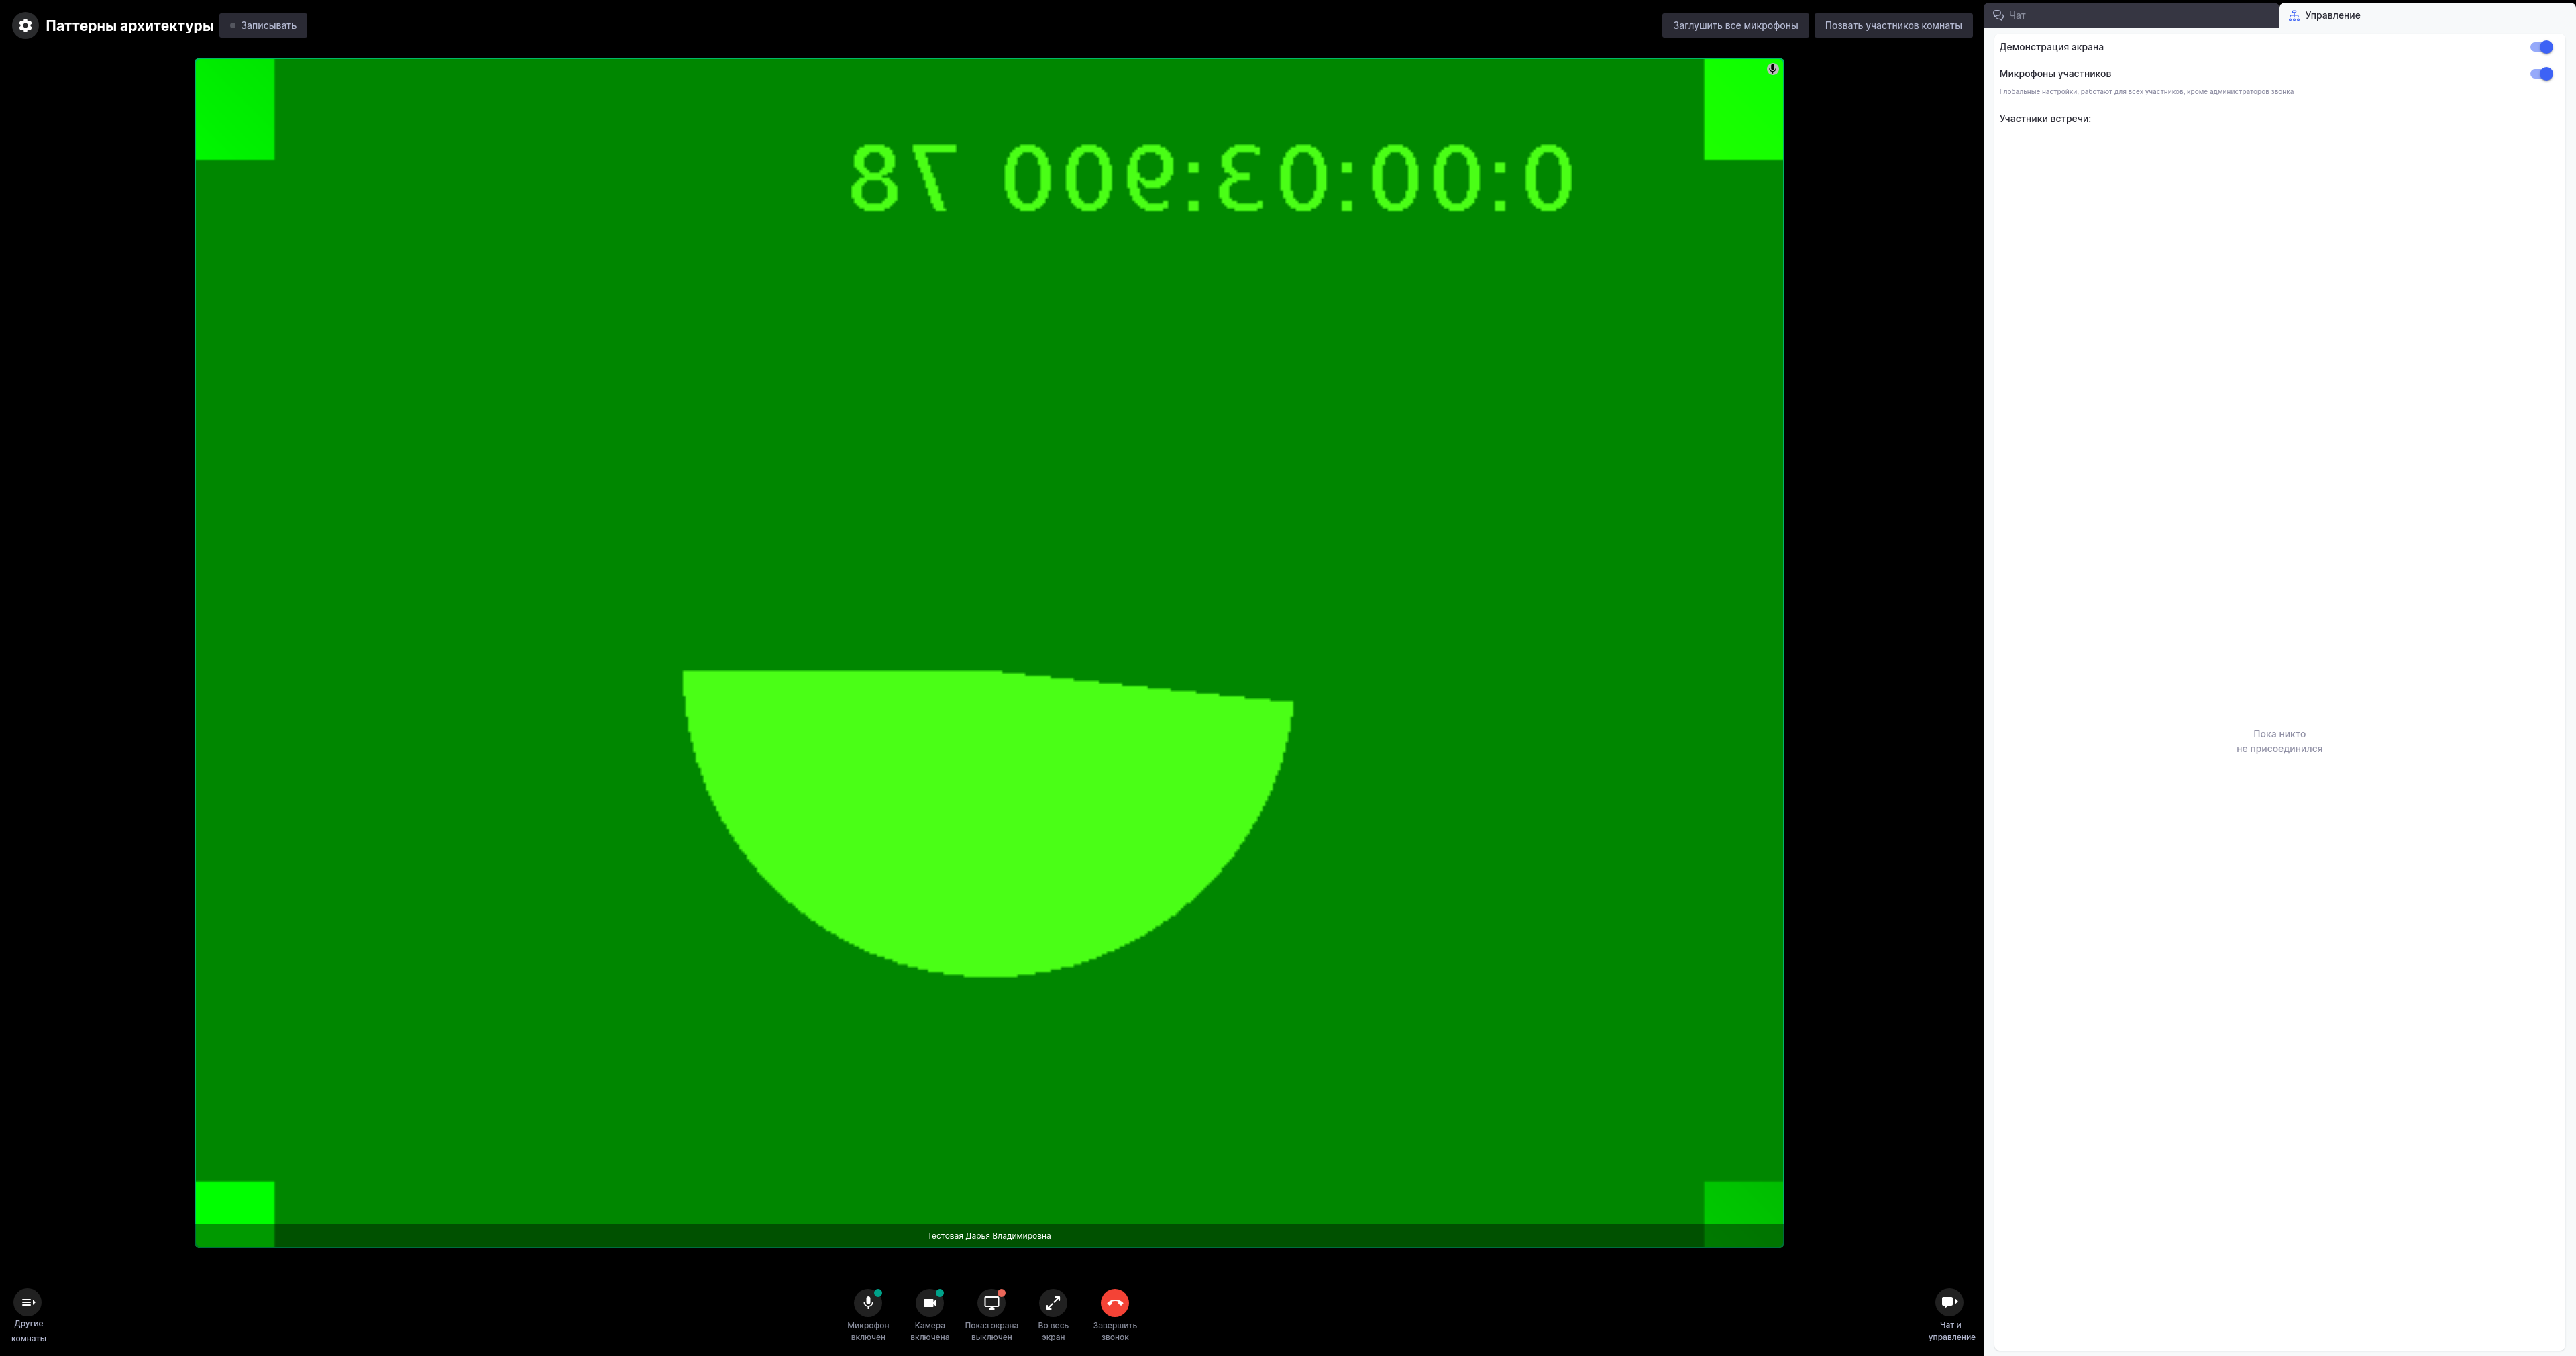 Паттерны архитектуры
Записывать
Заглушить все микрофоны
Позвать участников комнаты
Чат
Управление
Демонстрация экрана
Микрофоны участников
Глобальные настройки, работают для всех участников, кроме администраторов звонка
Участники встречи:
0:00:03:900 78
Пока никто
не присоединился
Тестовая Дарья Владимировна
Другие
комнаты
Микрофон
включен
Камера
включена
Показ экрана
выключен
Во весь
экран
Завершить
звонок
Чат и
управление